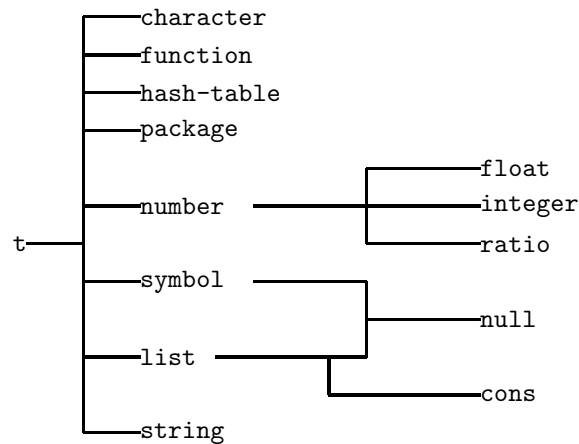 character
function
hash-table
package
float
number
integer
t
ratio
symbol
null
list
cons
string